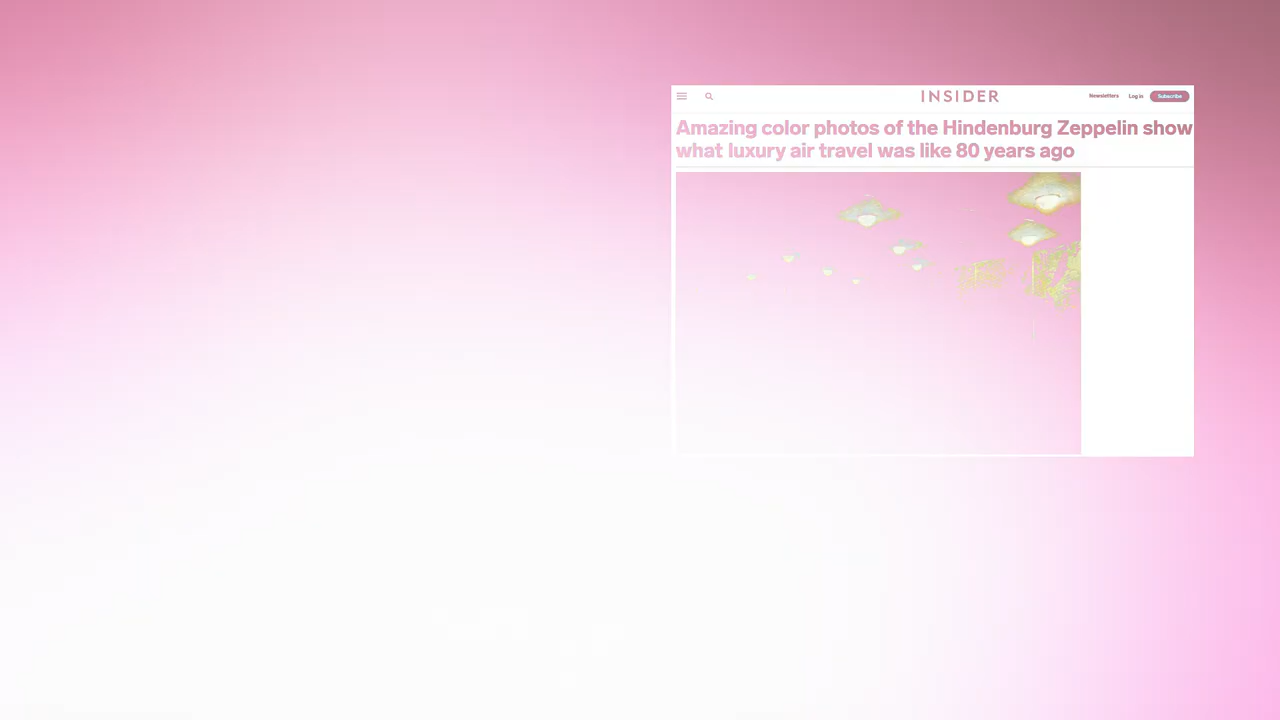 INSIDER
Newsletters
Log in
Subscribe
Amazing color photos of the Hindenburg Zeppelin show
what luxury air travel was like 80 years ago